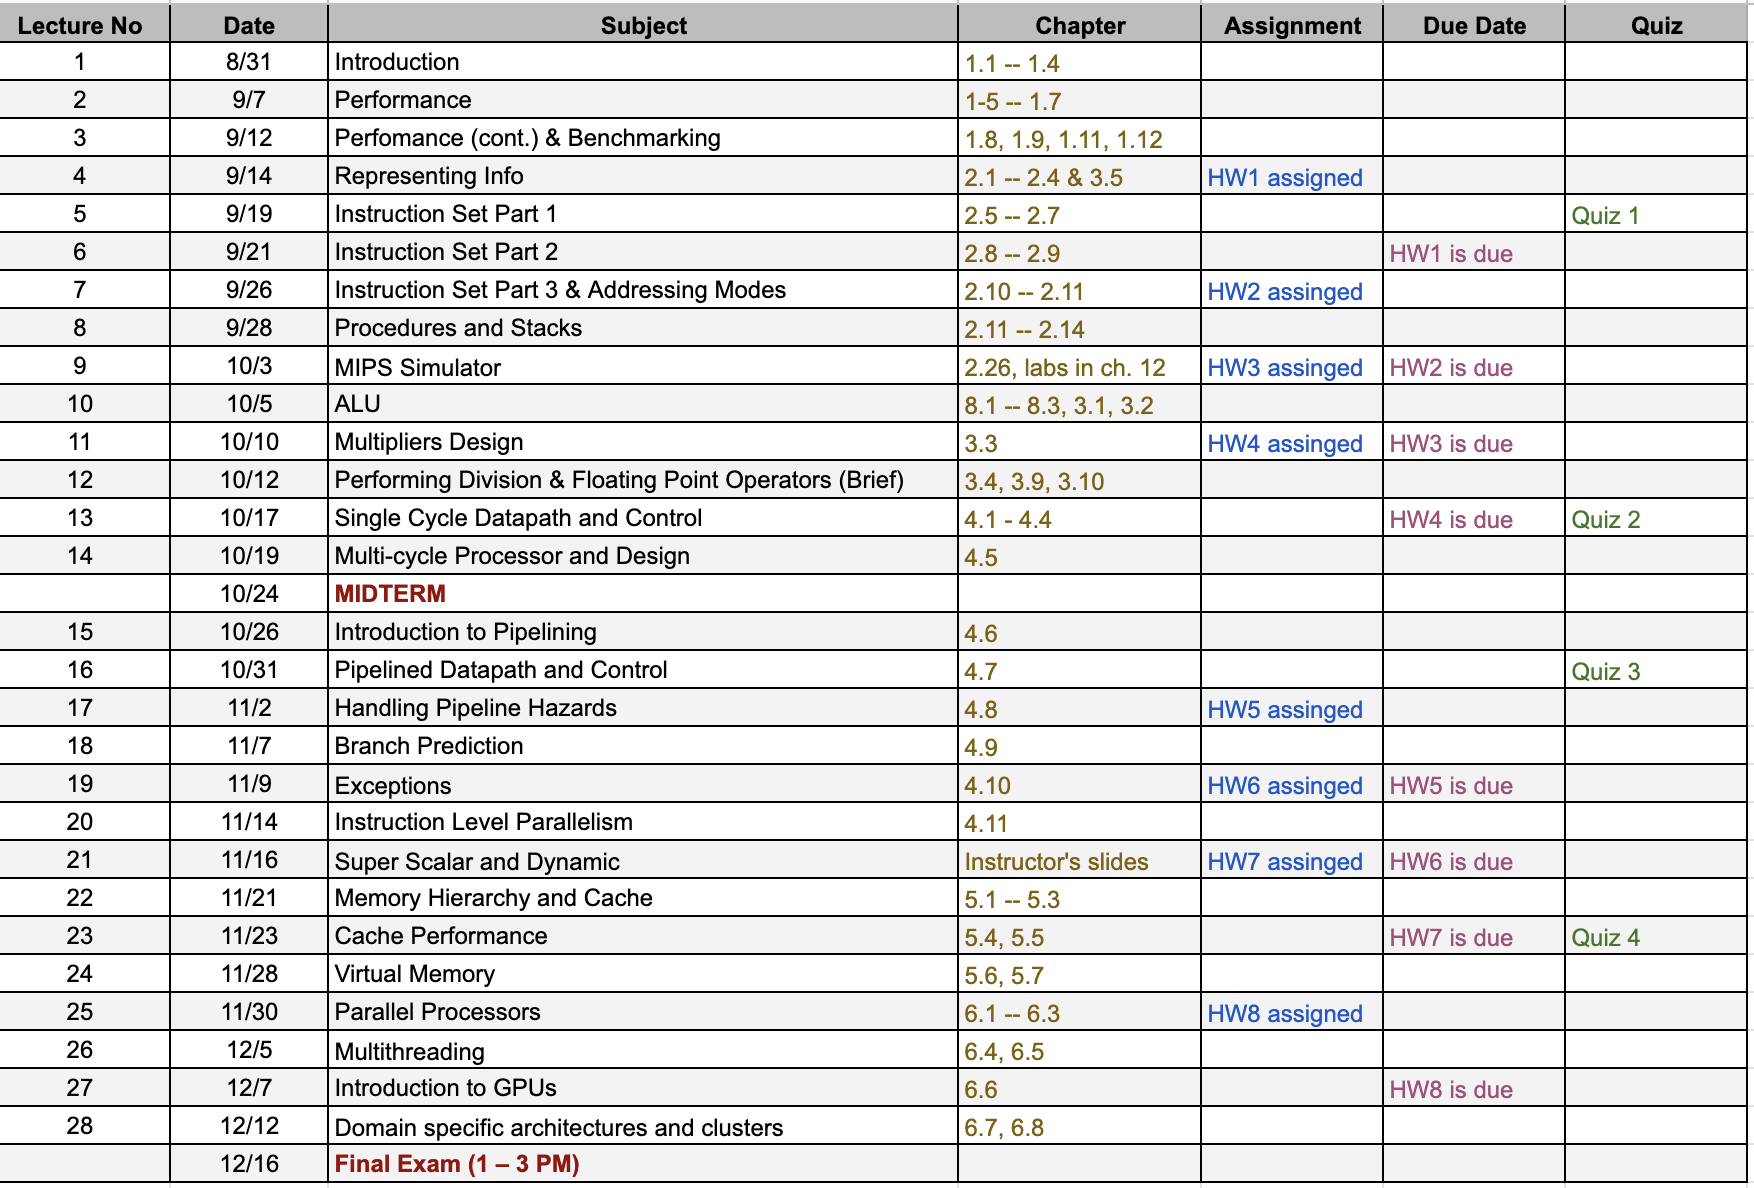 Lecture No Date Subject Chapter Assignment Due Date Quiz
1 8/31 Introduction 1.1 -- 1.4
2 9/7 Performance 1-5 -- 1.7
3 9/12 Perfomance (cont.) & Benchmarking 1.8, 1.9, 1.11, 1.12
4 9/14 Representing Info 2.1 -- 2.4 & 3.5 HW1 assigned
5 9/19 Instruction Set Part 1 2.5 -- 2.7 Quiz 1
6 9/21 Instruction Set Part 2 2.8 -- 2.9 HW1 is due
7 9/26 Instruction Set Part 3 & Addressing Modes 2.10 -- 2.11 HW2 assinged
8 9/28 Procedures and Stacks 2.11 -- 2.14
9 10/3 MIPS Simulator 2.26, labs in ch. 12 HW3 assinged HW2 is due
10 10/5 ALU 8.1 -- 8.3, 3.1, 3.2
11 10/10 Multipliers Design 3.3 HW4 assinged HW3 is due
12 10/12 Performing Division & Floating Point Operators (Brief) 3.4, 3.9, 3.10
13 10/17 Single Cycle Datapath and Control 4.1 - 4.4 HW4 is due Quiz 2
14 10/19 Multi-cycle Processor and Design 4.5
10/24 MIDTERM
15 10/26 Introduction to Pipelining 4.6
16 10/31 Pipelined Datapath and Control 4.7 Quiz 3
17 11/2 Handling Pipeline Hazards 4.8 HW5 assinged
18 11/7 Branch Prediction 4.9
19 11/9 Exceptions 4.10 HW6 assinged HW5 is due
20 11/14 Instruction Level Parallelism 4.11
21 11/16 Super Scalar and Dynamic Instructor's slides HW7 assinged HW6 is due
22 11/21 Memory Hierarchy and Cache 5.1 -- 5.3
23 11/23 Cache Performance 5.4, 5.5 HW7 is due Quiz 4
24 11/28 Virtual Memory 5.6, 5.7
25 11/30 Parallel Processors 6.1 -- 6.3 HW8 assigned
26 12/5 Multithreading 6.4, 6.5
27 12/7 Introduction to GPUs 6.6 HW8 is due
28 12/12 Domain specific architectures and clusters 6.7, 6.8
12/16 Final Exam (1 – 3 PM)